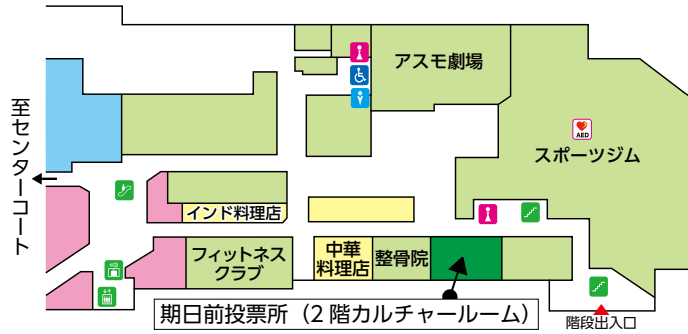 アスモ劇場
AED
スポーツジム
至センターコート
インド料理店
フィットネス
クラブ
中華
料理店
整骨院
期日前投票所（2階カルチャールーム）
階段出入口